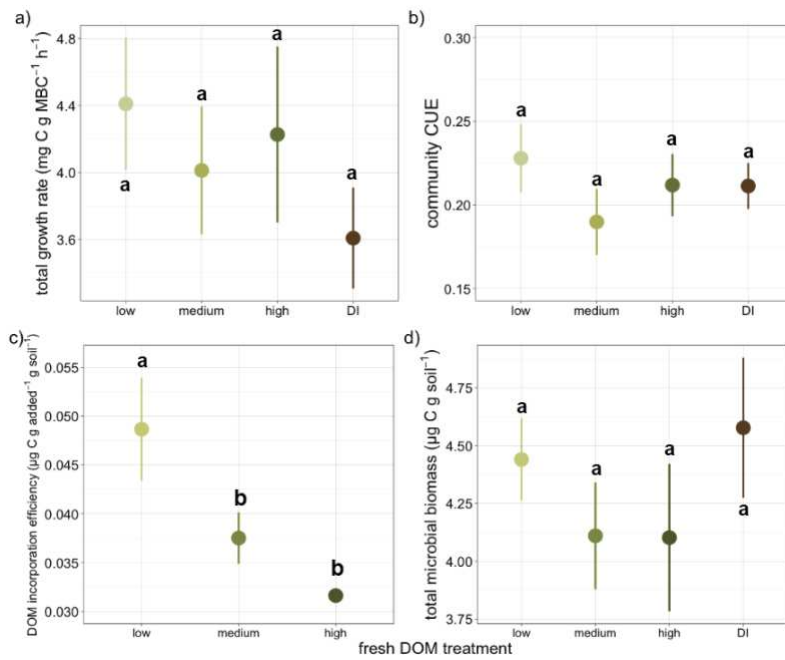 a)
total growth rate (mg C g MBC⁻¹ h⁻¹)
4.8
4.4
4.0
3.6
a
a
a
a
low
medium
high
DI
b)
community CUE
0.30
0.25
0.20
0.15
a
a
a
a
low
medium
high
DI
c)
DOM incorporation efficiency (µg C g added⁻¹ g soil⁻¹)
0.055
0.050
0.045
0.040
0.035
0.030
a
b
b
low
medium
high
d)
total microbial biomass (µg C g soil⁻¹)
4.75
4.50
4.25
4.00
3.75
a
a
a
a
low
medium
high
DI
fresh DOM treatment